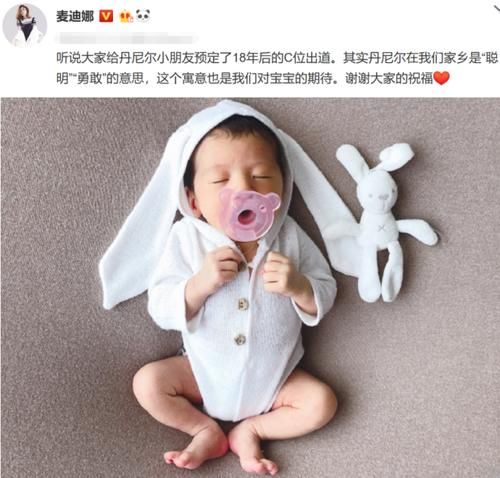 麦迪娜
听说大家给丹尼尔小朋友预定了18年后的C位出道。其实丹尼尔在我们家乡是“聪
明”“勇敢”的意思，这个寓意也是我们对宝宝的期待。谢谢大家的祝福